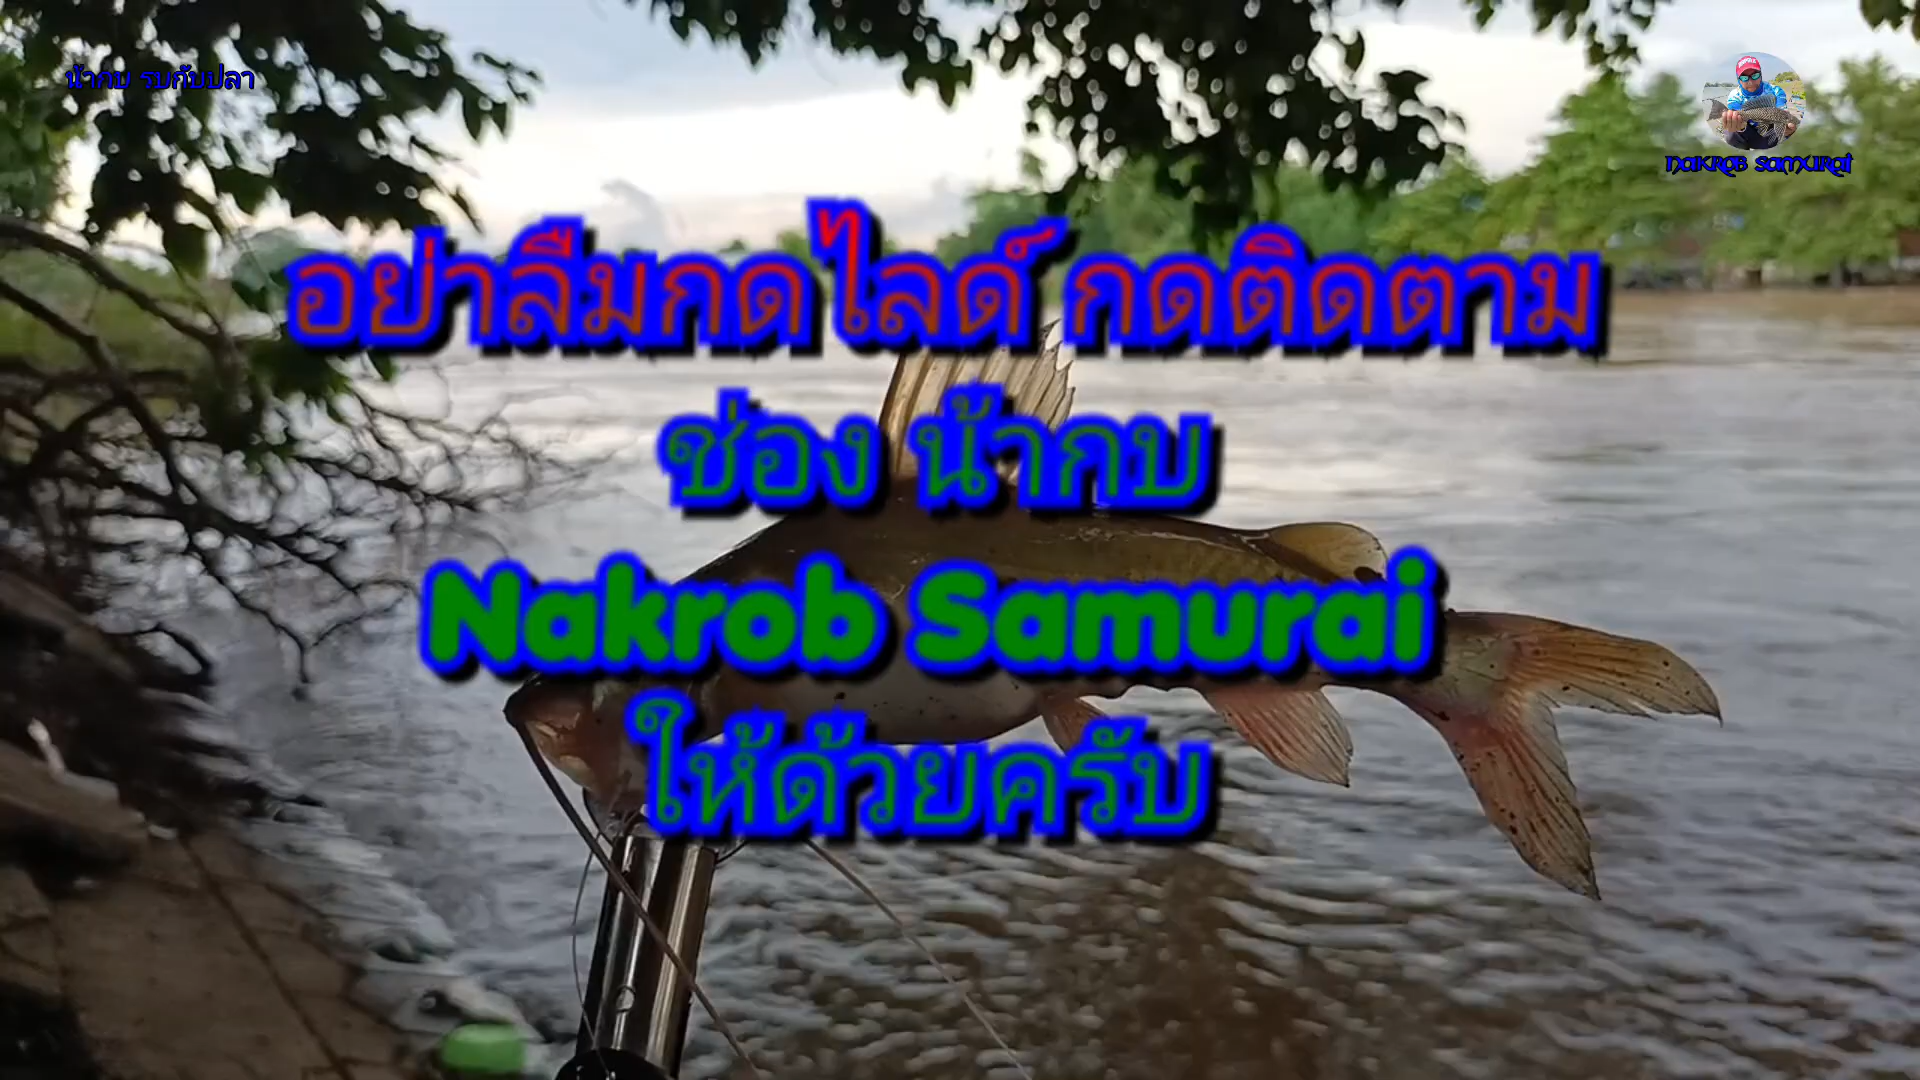 น้ากบ รบกับปลา
NAKROB SAMURAI
อย่าลืมกดไลด์ กดติดตาม
ช่อง น้ากบ
Nakrob Samurai
ให้ด้วยครับ